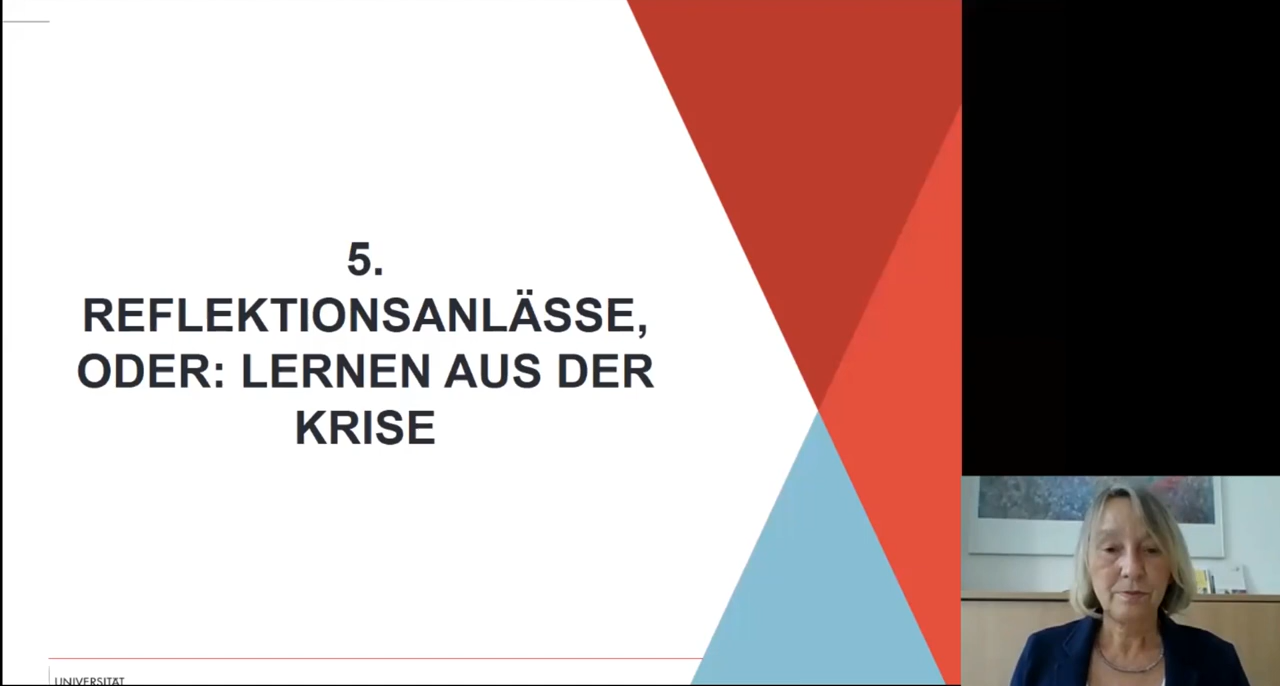 5.
REFLEKTIONSANLÄSSE,
ODER: LERNEN AUS DER
KRISE
UNIVERSITÄT